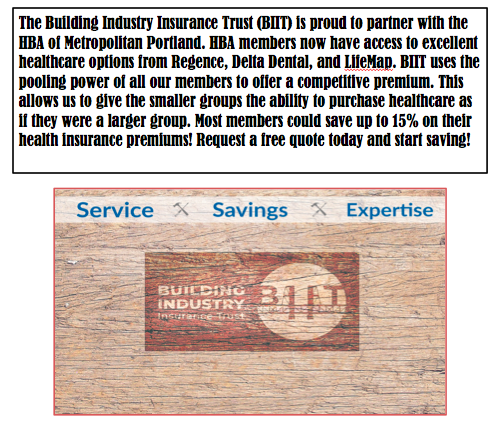 The Building Industry Insurance Trust (BIIT) is proud to partner with the
HBA of Metropolitan Portland. HBA members now have access to excellent
healthcare options from Regence, Delta Dental, and LifeMap. BIIT uses the
pooling power of all our members to offer a competitive premium. This
allows us to give the smaller groups the ability to purchase healthcare as
if they were a larger group. Most members could save up to 15% on their
health insurance premiums! Request a free quote today and start saving!
Service Savings Expertise
BUILDING
INDUSTRY
Insurance Trust
BIIT